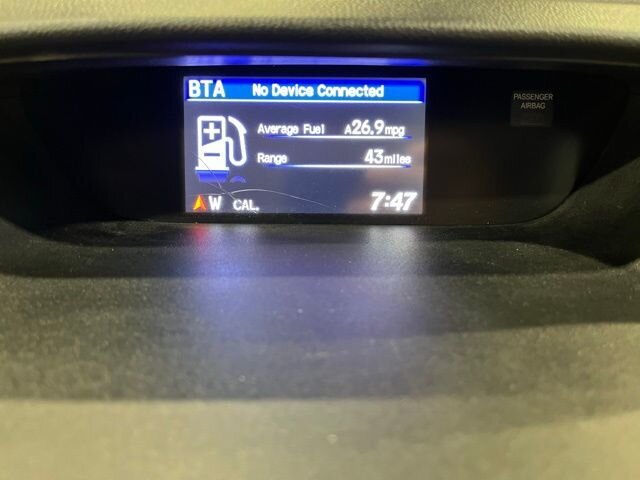 BTA No Device Connected
PASSENGER
AIRBAG
Average Fuel A26.9mpg
Range 43miles
W CAL. 7:47